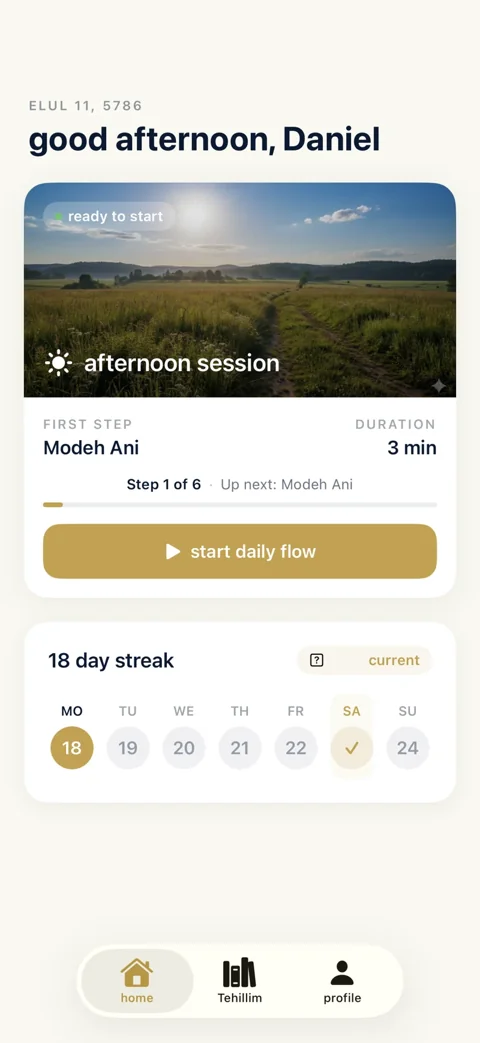 ELUL 11, 5786
good afternoon, Daniel
ready to start
afternoon session
FIRST STEP
DURATION
Modeh Ani
3 min
Step 1 of 6 · Up next: Modeh Ani
start daily flow
18 day streak
? current
MO TU WE TH FR SA SU
18 19 20 21 22 24
home
Tehillim
profile